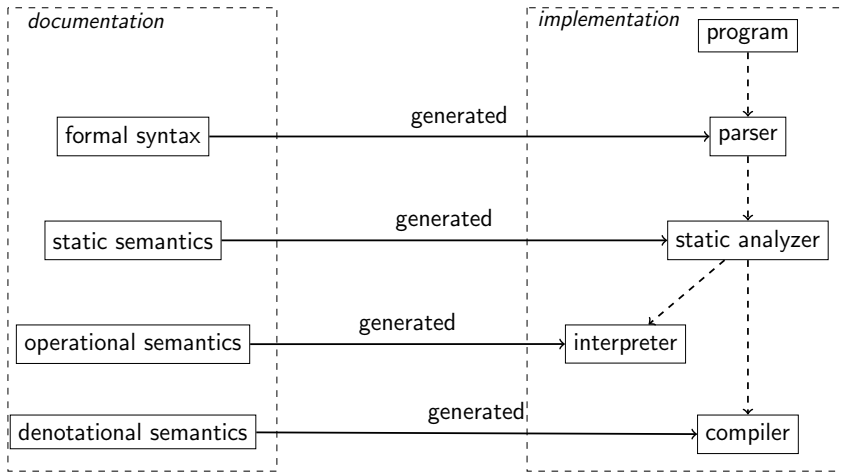 documentation
implementation
program
generated
formal syntax
parser
generated
static semantics
static analyzer
generated
operational semantics
interpreter
generated
denotational semantics
compiler